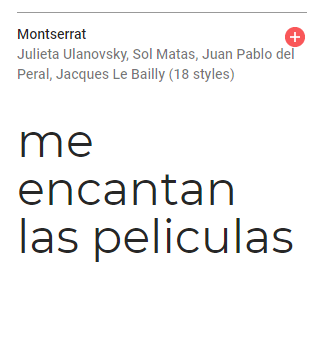 Montserrat
Julieta Ulanovsky, Sol Matas, Juan Pablo del
Peral, Jacques Le Bailly (18 styles)
me
encantan
las peliculas